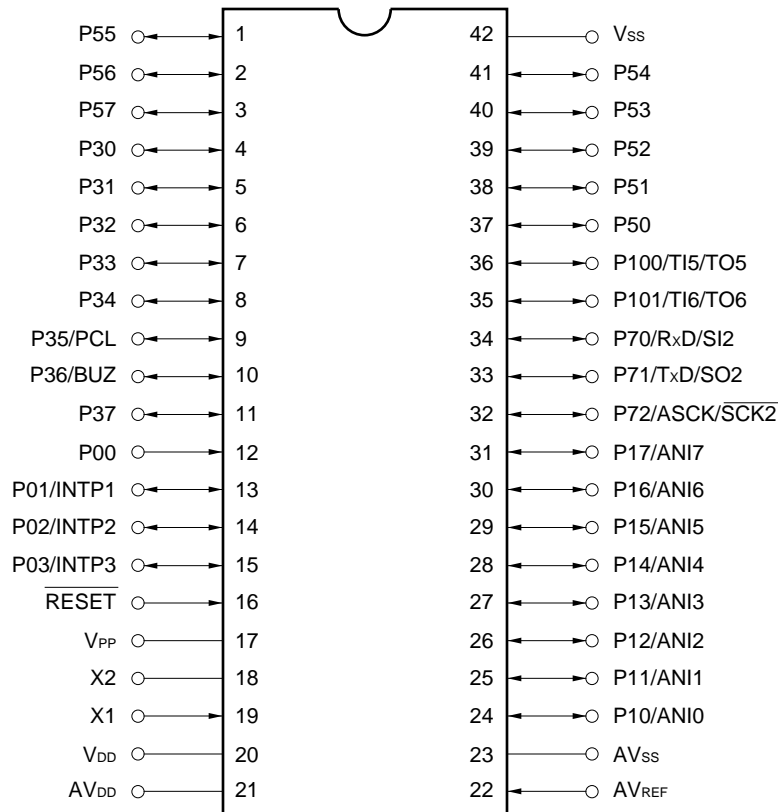 P55 1 42 VSS
P56 2 41 P54
P57 3 40 P53
P30 4 39 P52
P31 5 38 P51
P32 6 37 P50
P33 7 36 P100/TI5/TO5
P34 8 35 P101/TI6/TO6
P35/PCL 9 34 P70/RxD/SI2
P36/BUZ 10 33 P71/TxD/SO2
P37 11 32 P72/ASCK/SCK2
P00 12 31 P17/ANI7
P01/INTP1 13 30 P16/ANI6
P02/INTP2 14 29 P15/ANI5
P03/INTP3 15 28 P14/ANI4
RESET 16 27 P13/ANI3
VPP 17 26 P12/ANI2
X2 18 25 P11/ANI1
X1 19 24 P10/ANI0
VDD 20 23 AVSS
AVDD 21 22 AVREF